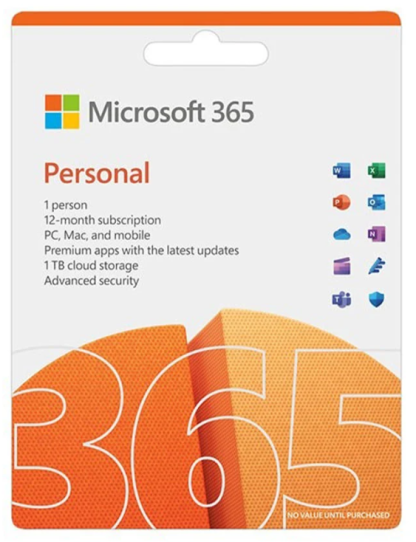 Microsoft 365
Personal
1 person
12-month subscription
PC, Mac, and mobile
Premium apps with the latest updates
1 TB cloud storage
Advanced security
W X
P O
N
T
365
NO VALUE UNTIL PURCHASED